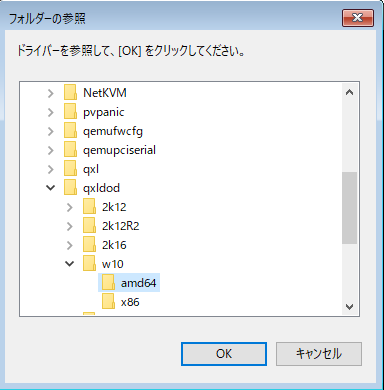 フォルダーの参照
ドライバーを参照して、[OK] をクリックしてください。
NetKVM
pvpanic
qemufwcfg
qemupciserial
qxl
qxldod
2k12
2k12R2
2k16
w10
amd64
x86
OK
キャンセル